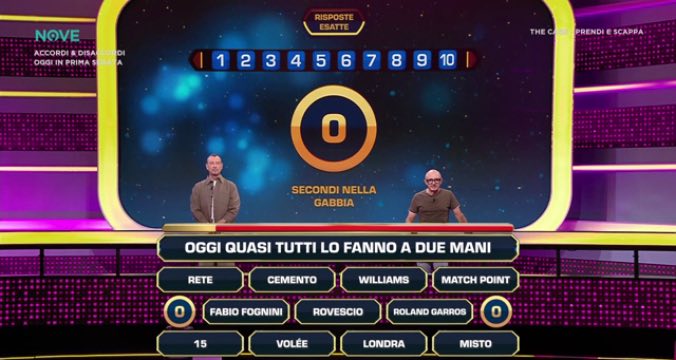 NOVE
ACCORDI & DISACCORDI
OGGI IN PRIMA SERATA
RISPOSTE
ESATTE
THE CAGE - PRENDI E SCAPPA
1 2 3 4 5 6 7 8 9 10
0
SECONDI NELLA
GABBIA
OGGI QUASI TUTTI LO FANNO A DUE MANI
RETE CEMENTO WILLIAMS MATCH POINT
0 FABIO FOGNINI ROVESCIO ROLAND GARROS 0
15 VOLÉE LONDRA MISTO